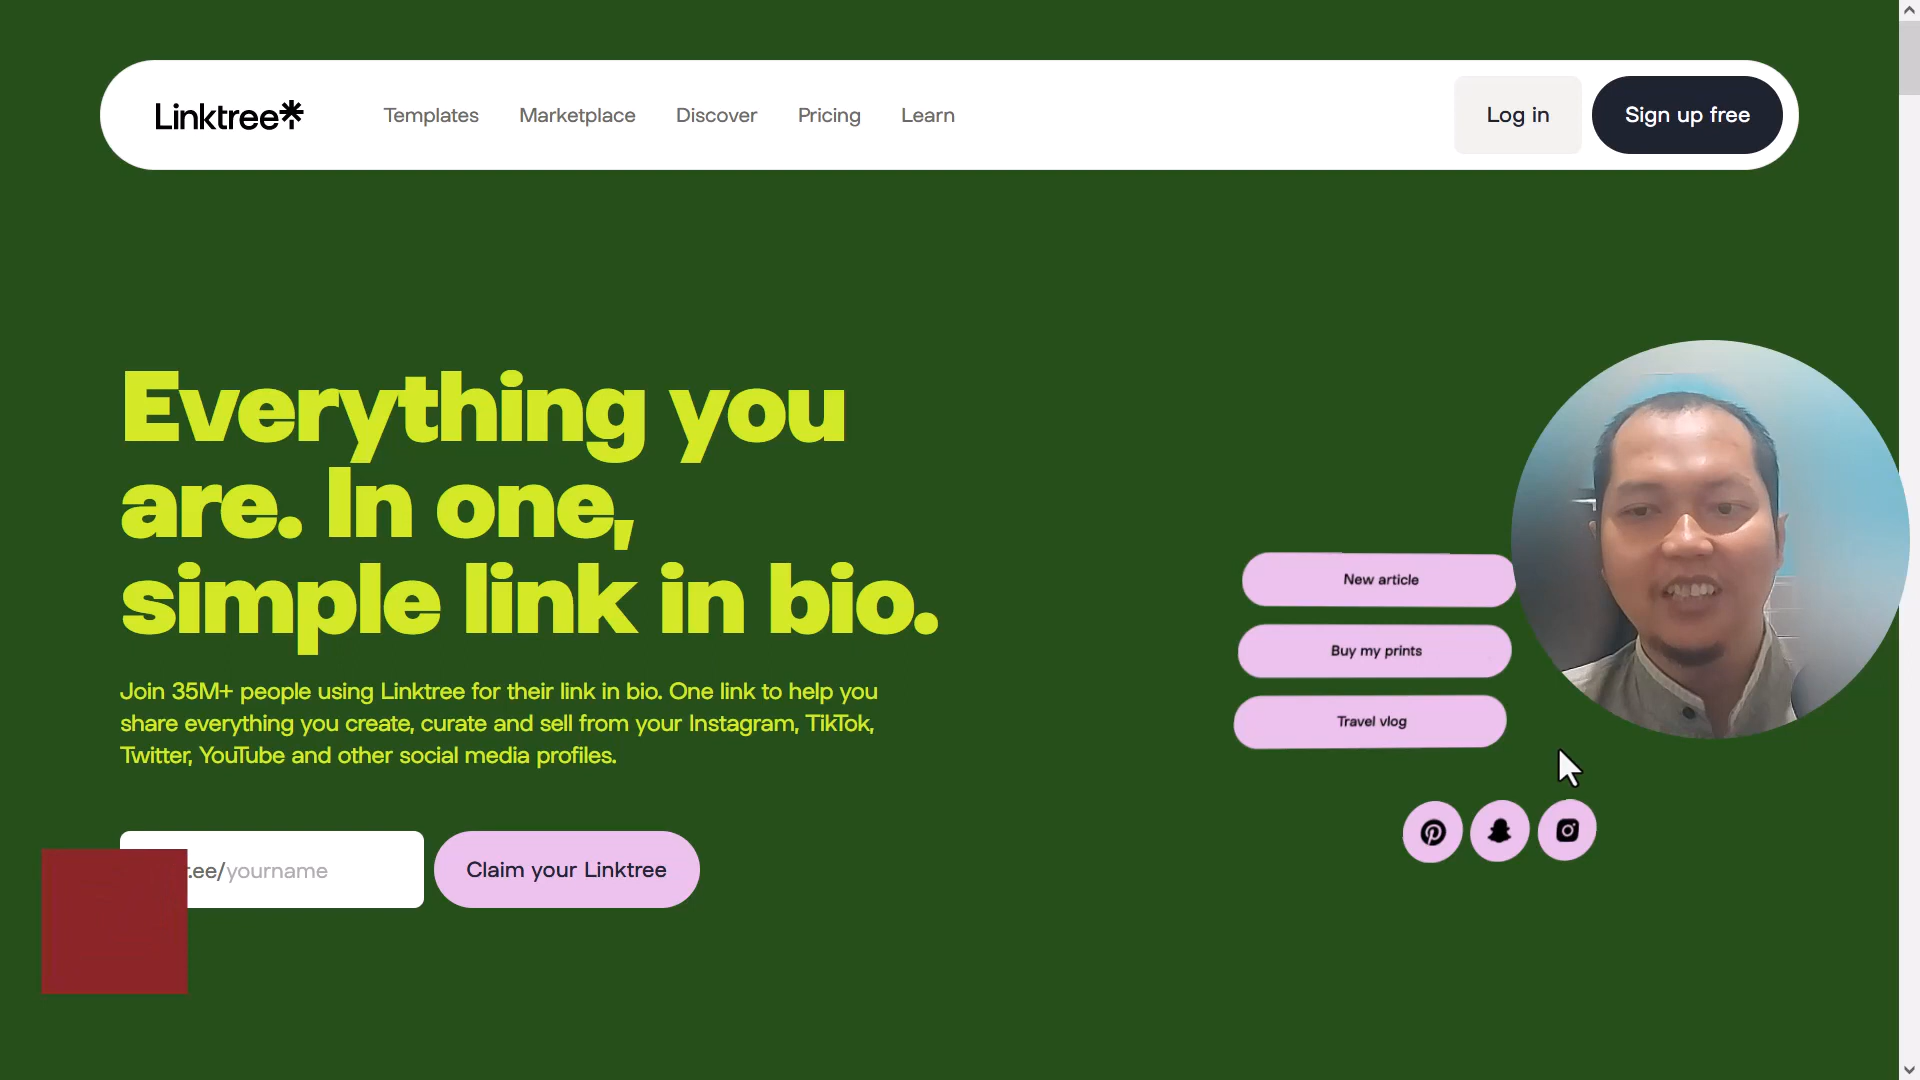 Linktree
Templates
Marketplace
Discover
Pricing
Learn
Log in
Sign up free
Everything you
are. In one,
simple link in bio.
Join 35M+ people using Linktree for their link in bio. One link to help you
share everything you create, curate and sell from your Instagram, TikTok,
Twitter, YouTube and other social media profiles.
.ee/yourname
Claim your Linktree
New article
Buy my prints
Travel vlog